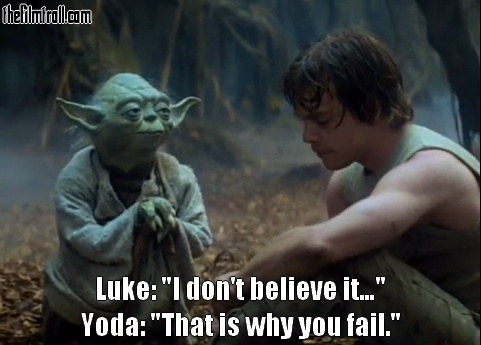 thefilmtroll.com
Luke: "I don't believe it..."
Yoda: "That is why you fail."